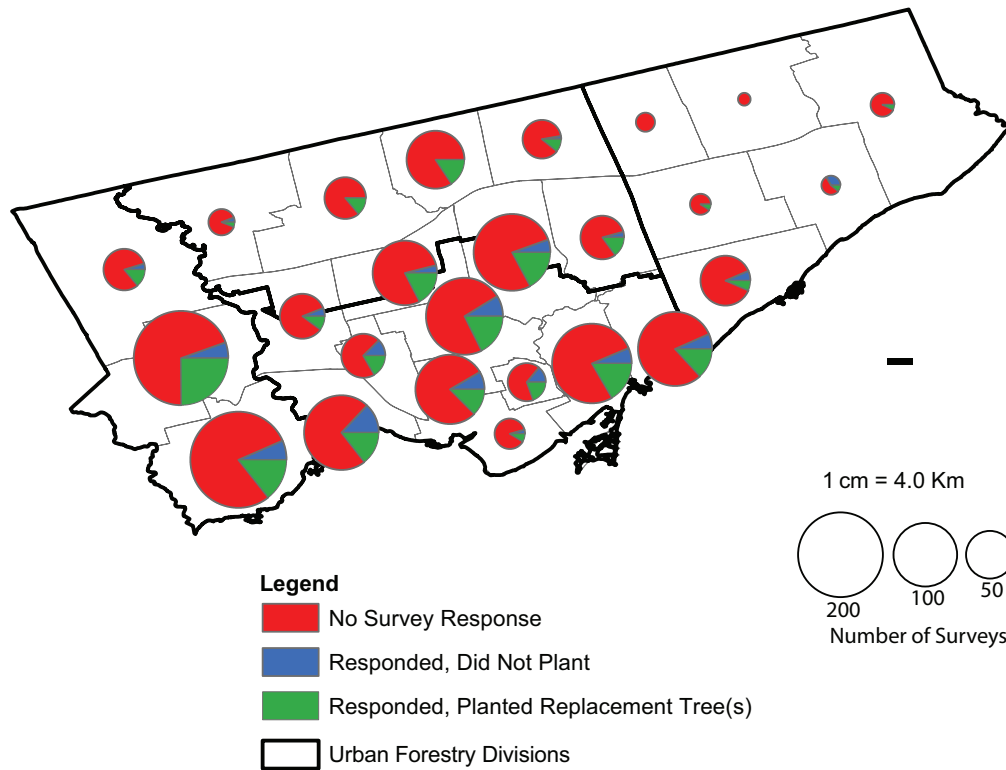 1 cm = 4.0 Km
200
100
50
Number of Surveys
Legend
No Survey Response
Responded, Did Not Plant
Responded, Planted Replacement Tree(s)
Urban Forestry Divisions